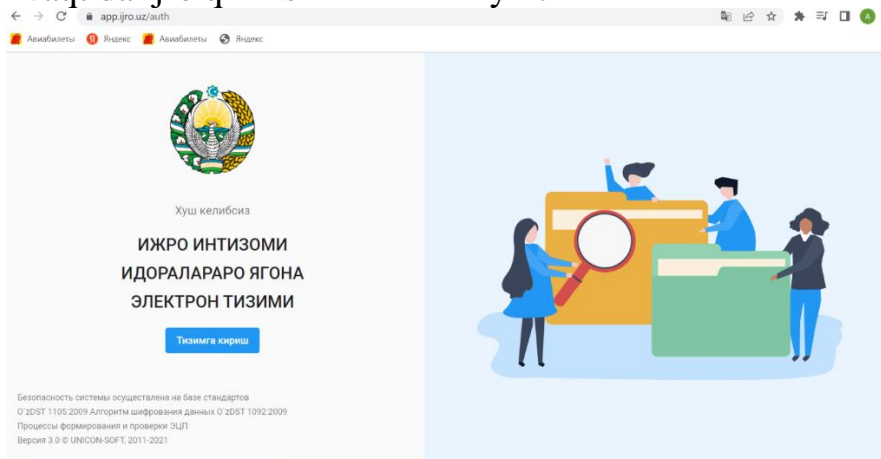 app.ijro.uz/auth
Авиабилеты Яндекс Авиабилеты Яндекс
A
Хуш келибсиз
ИЖРО ИНТИЗОМИ
ИДОРАЛАРАРО ЯГОНА
ЭЛЕКТРОН ТИЗИМИ
Тизимга кириш
Безопасность системы осуществлена на базе стандартов
O`zDST 1105:2009 Алгоритм шифрования данных O`zDST 1092:2009
Процессы формирования и проверки ЭЦП
Версия 3.0 © UNICON-SOFT, 2011-2021